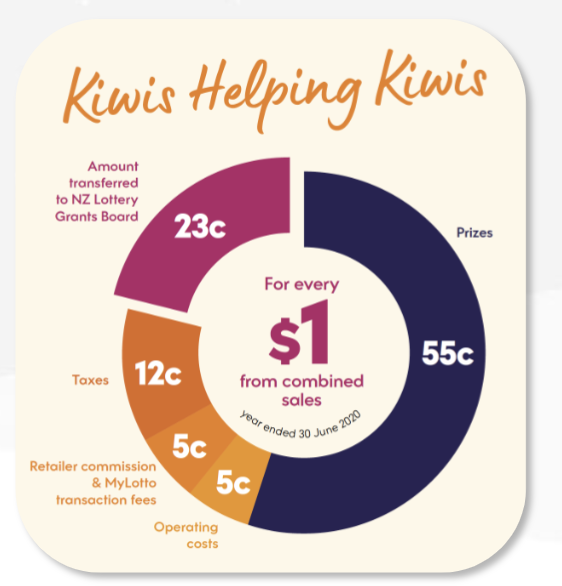 Kiwis Helping Kiwis
Amount
transferred
to NZ Lottery
Grants Board
23c
Prizes
55c
For every
$1
from combined
sales
year ended 30 June 2020
Taxes
12c
5c
Retailer commission
& MyLotto
transaction fees
5c
Operating
costs